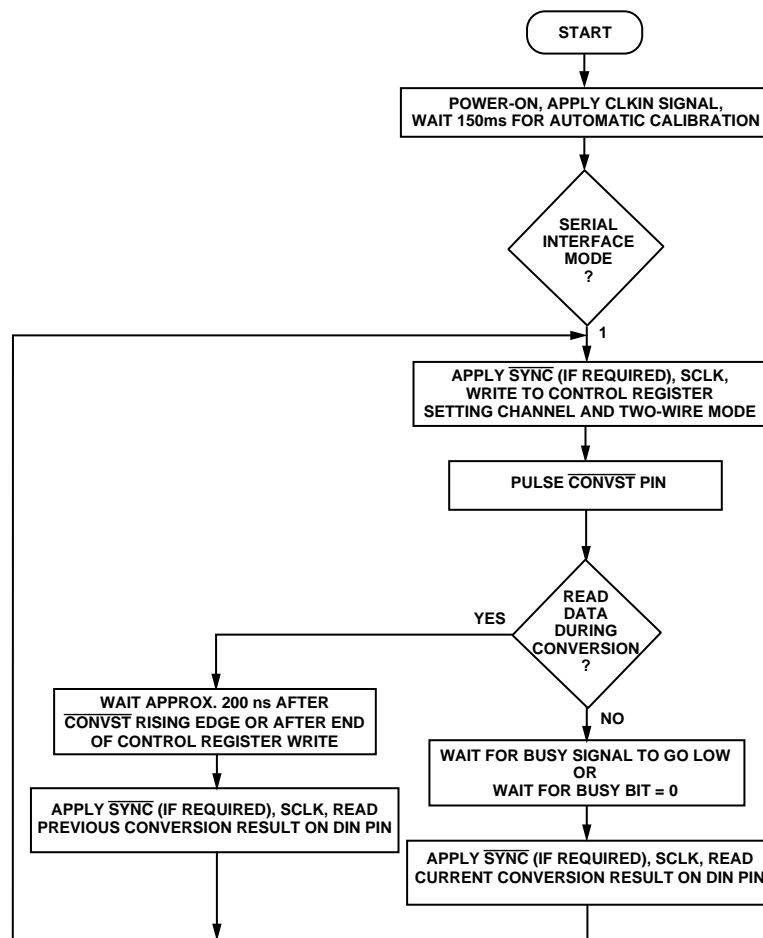 START
POWER-ON, APPLY CLKIN SIGNAL,
WAIT 150ms FOR AUTOMATIC CALIBRATION
SERIAL
INTERFACE
MODE
?
1
APPLY SYNC (IF REQUIRED), SCLK,
WRITE TO CONTROL REGISTER
SETTING CHANNEL AND TWO-WIRE MODE
PULSE CONVST PIN
READ
DATA
DURING
CONVERSION
?
YES
WAIT APPROX. 200 ns AFTER
CONVST RISING EDGE OR AFTER END
OF CONTROL REGISTER WRITE
APPLY SYNC (IF REQUIRED), SCLK, READ
PREVIOUS CONVERSION RESULT ON DIN PIN
NO
WAIT FOR BUSY SIGNAL TO GO LOW
OR
WAIT FOR BUSY BIT = 0
APPLY SYNC (IF REQUIRED), SCLK, READ
CURRENT CONVERSION RESULT ON DIN PIN